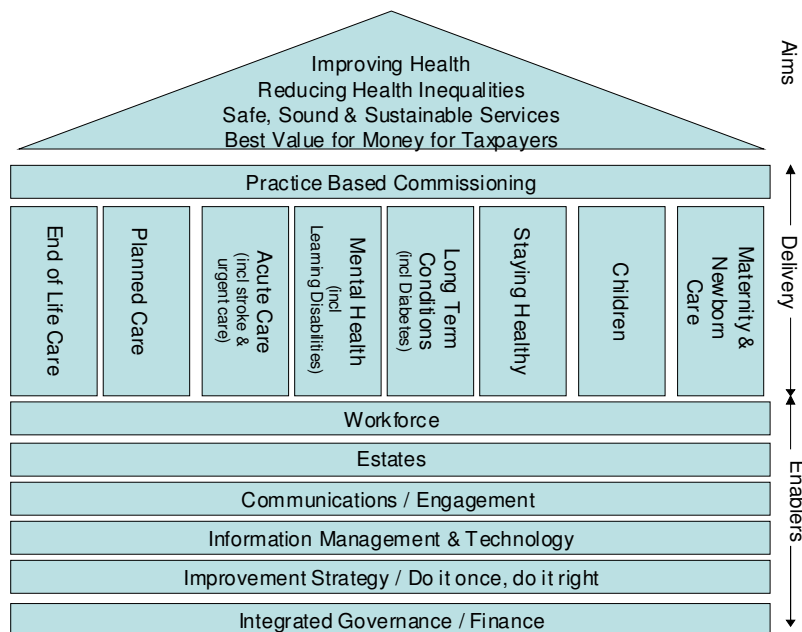 Improving Health
Reducing Health Inequalities
Safe, Sound & Sustainable Services
Best Value for Money for Taxpayers
Aims
Practice Based Commissioning
End of Life Care
Planned Care
Acute Care
(incl stroke &
urgent care)
Mental Health
(incl
Learning Disabilities)
Long Term
Conditions
(incl Diabetes)
Staying Healthy
Children
Maternity &
Newborn
Care
Delivery
Workforce
Estates
Communications / Engagement
Information Management & Technology
Improvement Strategy / Do it once, do it right
Integrated Governance / Finance
Enablers